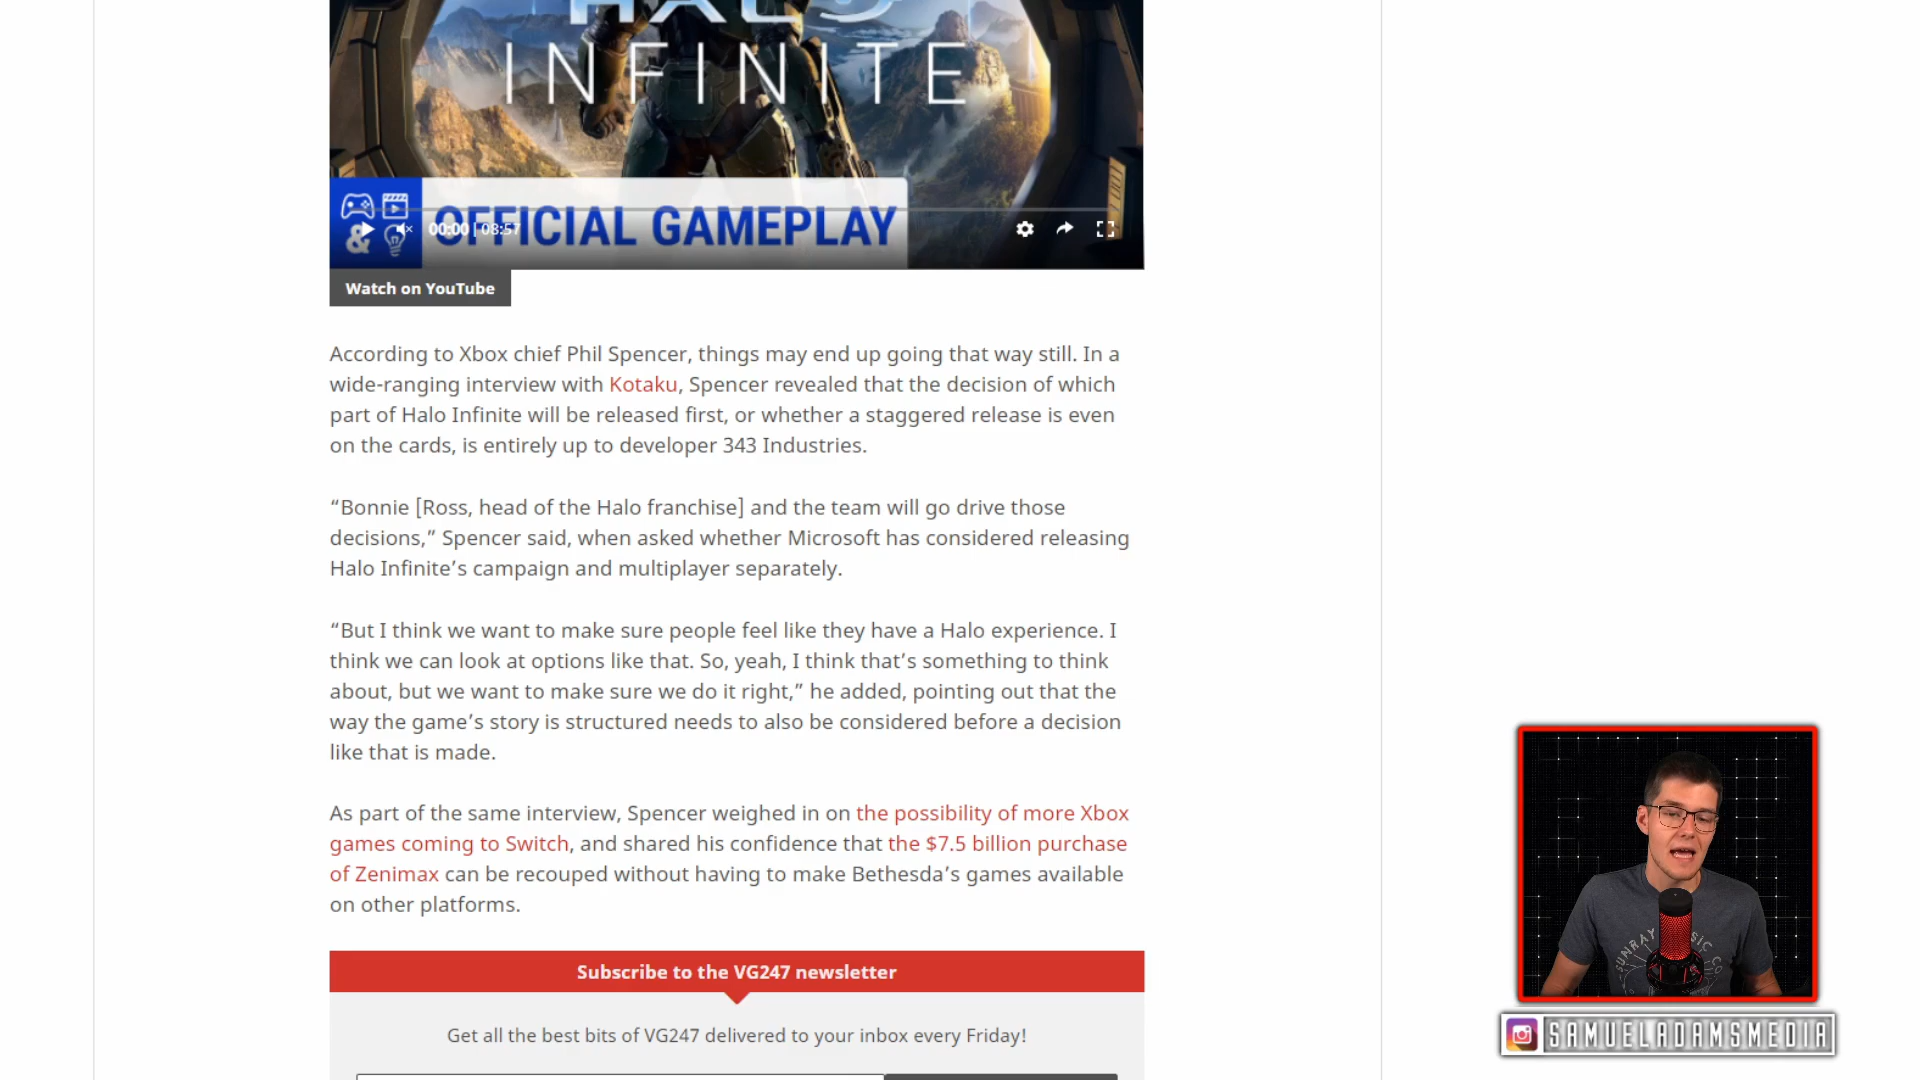 HALO
INFINITE
OFFICIAL GAMEPLAY
00:00 | 08:57
Watch on YouTube
According to Xbox chief Phil Spencer, things may end up going that way still. In a
wide-ranging interview with Kotaku, Spencer revealed that the decision of which
part of Halo Infinite will be released first, or whether a staggered release is even
on the cards, is entirely up to developer 343 Industries.
“Bonnie [Ross, head of the Halo franchise] and the team will go drive those
decisions,” Spencer said, when asked whether Microsoft has considered releasing
Halo Infinite’s campaign and multiplayer separately.
“But I think we want to make sure people feel like they have a Halo experience. I
think we can look at options like that. So, yeah, I think that’s something to think
about, but we want to make sure we do it right,” he added, pointing out that the
way the game’s story is structured needs to also be considered before a decision
like that is made.
As part of the same interview, Spencer weighed in on the possibility of more Xbox
games coming to Switch, and shared his confidence that the $7.5 billion purchase
of Zenimax can be recouped without having to make Bethesda’s games available
on other platforms.
Subscribe to the VG247 newsletter
Get all the best bits of VG247 delivered to your inbox every Friday!
SAMUELADAMSMEDIA